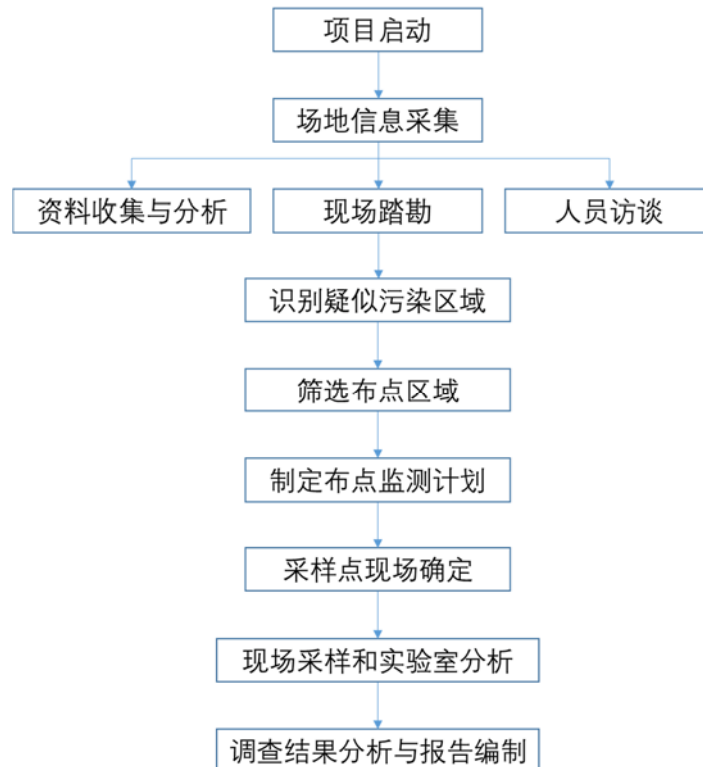 项目启动
场地信息采集
资料收集与分析
现场踏勘
人员访谈
识别疑似污染区域
筛选布点区域
制定布点监测计划
采样点现场确定
现场采样和实验室分析
调查结果分析与报告编制